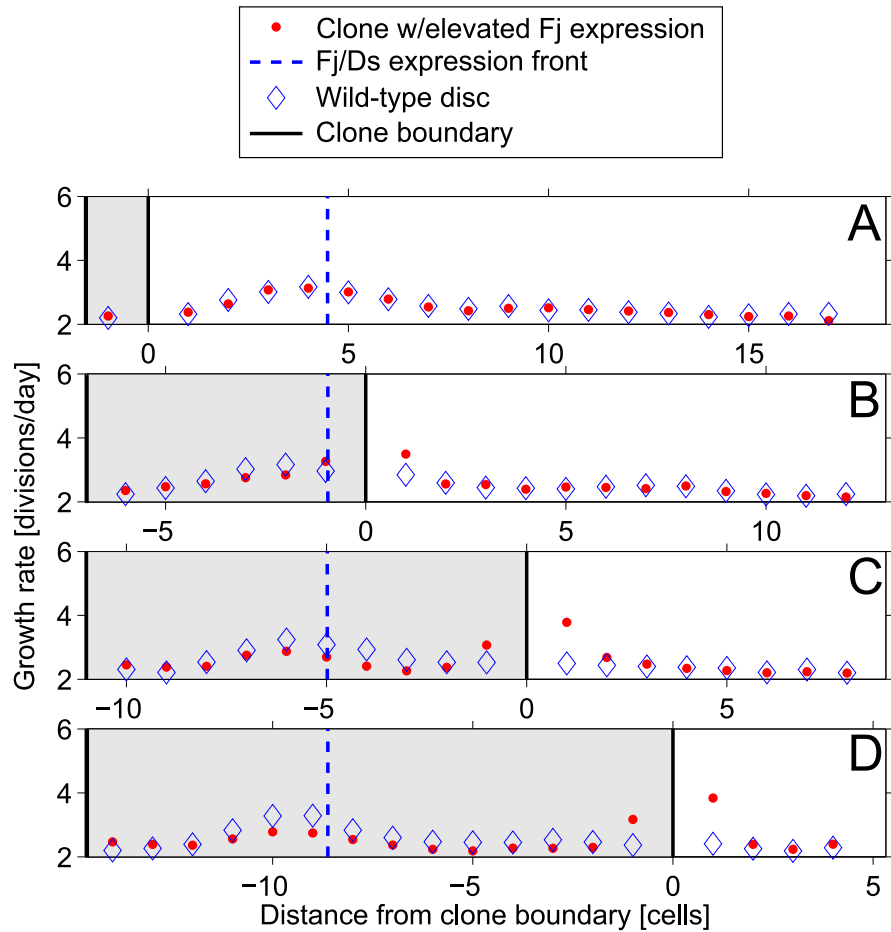 Clone w/elevated Fj expression
Fj/Ds expression front
Wild-type disc
Clone boundary
Growth rate [divisions/day]
6
4
2
A
0 5 10 15
6
4
2
B
−5 0 5 10
6
4
2
C
−10 −5 0 5
6
4
2
D
−10 −5 0 5
Distance from clone boundary [cells]